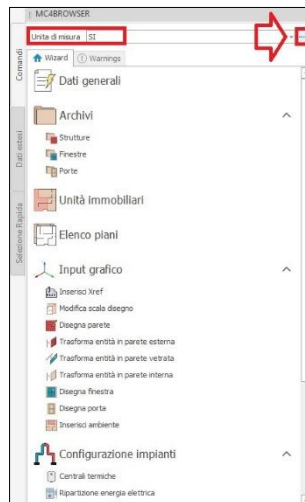 MC4BROWSER
Unita di misura SI
Wizard Warnings
Comandi
Dati estesi
Selezione Rapida
Dati generali
Archivi
Strutture
Finestre
Porte
Unità immobiliari
Elenco piani
Input grafico
Inserisci Xref
Modifica scala disegno
Disegna parete
Trasforma entità in parete esterna
Trasforma entità in parete vetrata
Trasforma entità in parete interna
Disegna finestra
Disegna porta
Inserisci ambiente
Configurazione impianti
Centrali termiche
Ripartizione energia elettrica